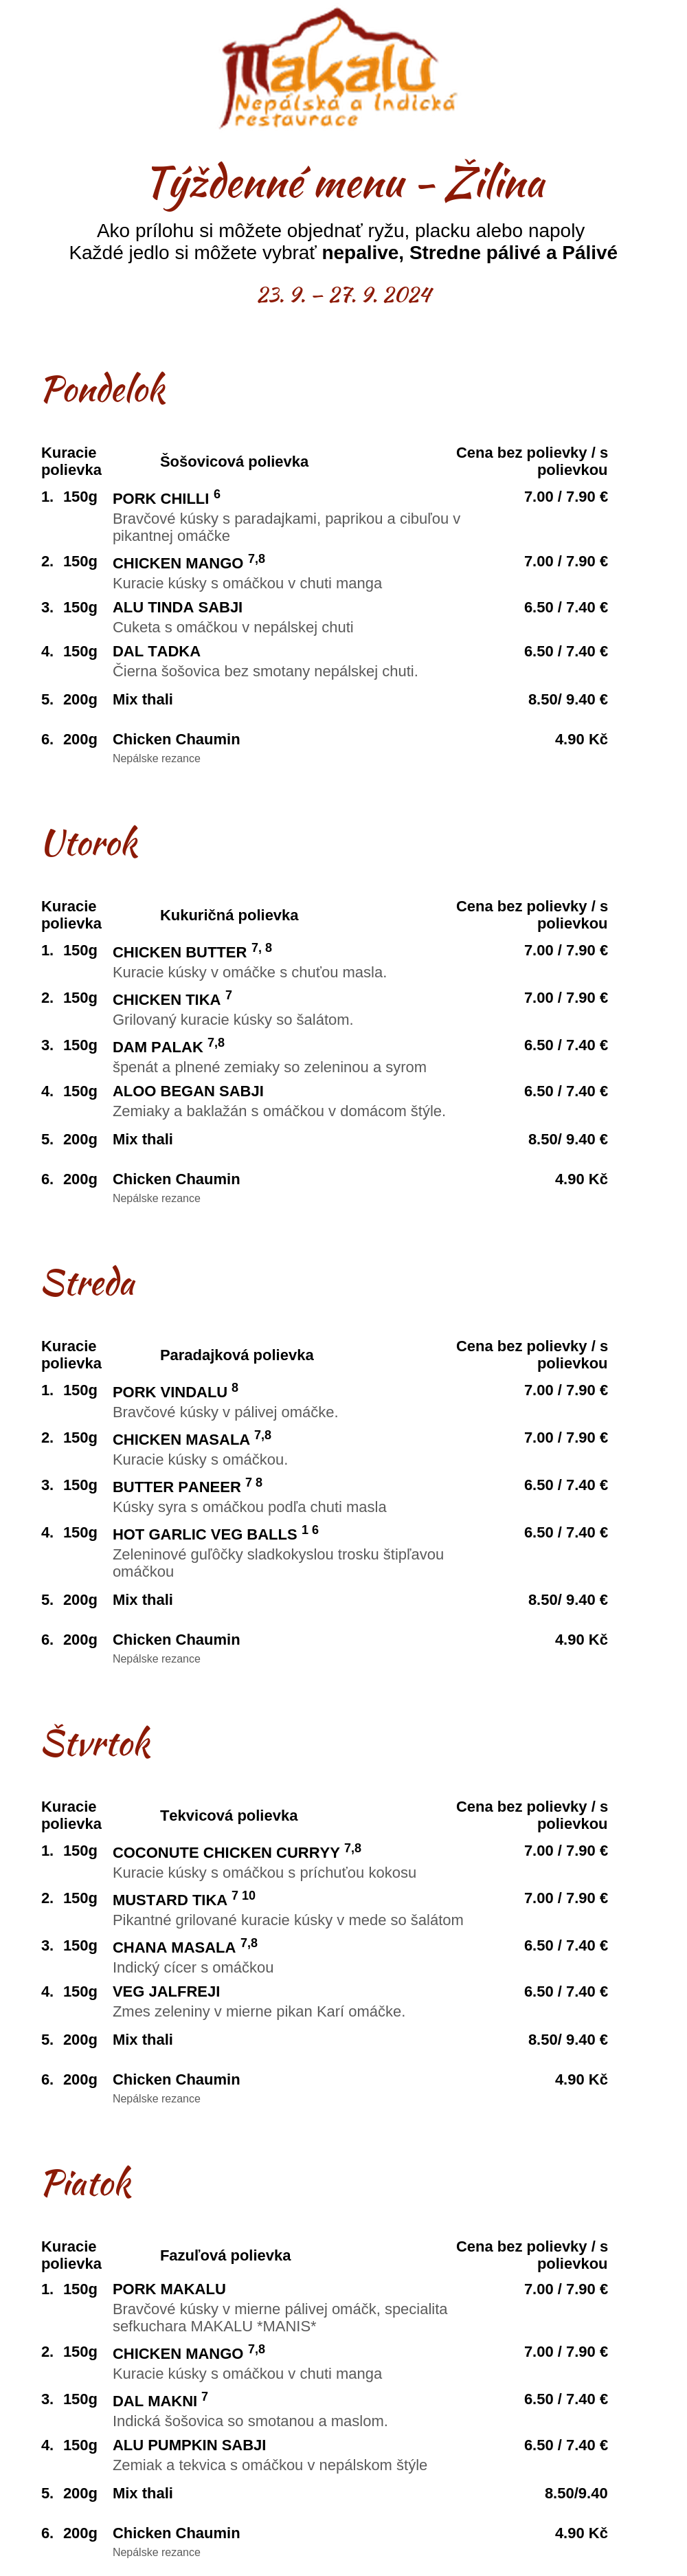 Makalu
Nepálská a Indická
restaurace
Týždenné menu - Žilina
Ako prílohu si môžete objednať ryžu, placku alebo napoly
Každé jedlo si môžete vybrať nepalive, Stredne pálivé a Pálivé
23. 9. – 27. 9. 2024
Pondelok
Kuracie polievka Šošovicová polievka Cena bez polievky / s polievkou
1. 150g PORK CHILLI 6 7.00 / 7.90 €
Bravčové kúsky s paradajkami, paprikou a cibuľou v
pikantnej omáčke
2. 150g CHICKEN MANGO 7,8 7.00 / 7.90 €
Kuracie kúsky s omáčkou v chuti manga
3. 150g ALU TINDA SABJI 6.50 / 7.40 €
Cuketa s omáčkou v nepálskej chuti
4. 150g DAL TADKA 6.50 / 7.40 €
Čierna šošovica bez smotany nepálskej chuti.
5. 200g Mix thali 8.50/ 9.40 €
6. 200g Chicken Chaumin 4.90 Kč
Nepálske rezance
Utorok
Kuracie polievka Kukuričná polievka Cena bez polievky / s polievkou
1. 150g CHICKEN BUTTER 7, 8 7.00 / 7.90 €
Kuracie kúsky v omáčke s chuťou masla.
2. 150g CHICKEN TIKA 7 7.00 / 7.90 €
Grilovaný kuracie kúsky so šalátom.
3. 150g DAM PALAK 7,8 6.50 / 7.40 €
špenát a plnené zemiaky so zeleninou a syrom
4. 150g ALOO BEGAN SABJI 6.50 / 7.40 €
Zemiaky a baklažán s omáčkou v domácom štýle.
5. 200g Mix thali 8.50/ 9.40 €
6. 200g Chicken Chaumin 4.90 Kč
Nepálske rezance
Streda
Kuracie polievka Paradajková polievka Cena bez polievky / s polievkou
1. 150g PORK VINDALU 8 7.00 / 7.90 €
Bravčové kúsky v pálivej omáčke.
2. 150g CHICKEN MASALA 7,8 7.00 / 7.90 €
Kuracie kúsky s omáčkou.
3. 150g BUTTER PANEER 7 8 6.50 / 7.40 €
Kúsky syra s omáčkou podľa chuti masla
4. 150g HOT GARLIC VEG BALLS 1 6 6.50 / 7.40 €
Zeleninové guľôčky sladkokyslou trosku štipľavou
omáčkou
5. 200g Mix thali 8.50/ 9.40 €
6. 200g Chicken Chaumin 4.90 Kč
Nepálske rezance
Štvrtok
Kuracie polievka Tekvicová polievka Cena bez polievky / s polievkou
1. 150g COCONUTE CHICKEN CURRYY 7,8 7.00 / 7.90 €
Kuracie kúsky s omáčkou s príchuťou kokosu
2. 150g MUSTARD TIKA 7 10 7.00 / 7.90 €
Pikantné grilované kuracie kúsky v mede so šalátom
3. 150g CHANA MASALA 7,8 6.50 / 7.40 €
Indický cícer s omáčkou
4. 150g VEG JALFREJI 6.50 / 7.40 €
Zmes zeleniny v mierne pikan Karí omáčke.
5. 200g Mix thali 8.50/ 9.40 €
6. 200g Chicken Chaumin 4.90 Kč
Nepálske rezance
Piatok
Kuracie polievka Fazuľová polievka Cena bez polievky / s polievkou
1. 150g PORK MAKALU 7.00 / 7.90 €
Bravčové kúsky v mierne pálivej omáčk, specialita
sefkuchara MAKALU *MANIS*
2. 150g CHICKEN MANGO 7,8 7.00 / 7.90 €
Kuracie kúsky s omáčkou v chuti manga
3. 150g DAL MAKNI 7 6.50 / 7.40 €
Indická šošovica so smotanou a maslom.
4. 150g ALU PUMPKIN SABJI 6.50 / 7.40 €
Zemiak a tekvica s omáčkou v nepálskom štýle
5. 200g Mix thali 8.50/9.40
6. 200g Chicken Chaumin 4.90 Kč
Nepálske rezance